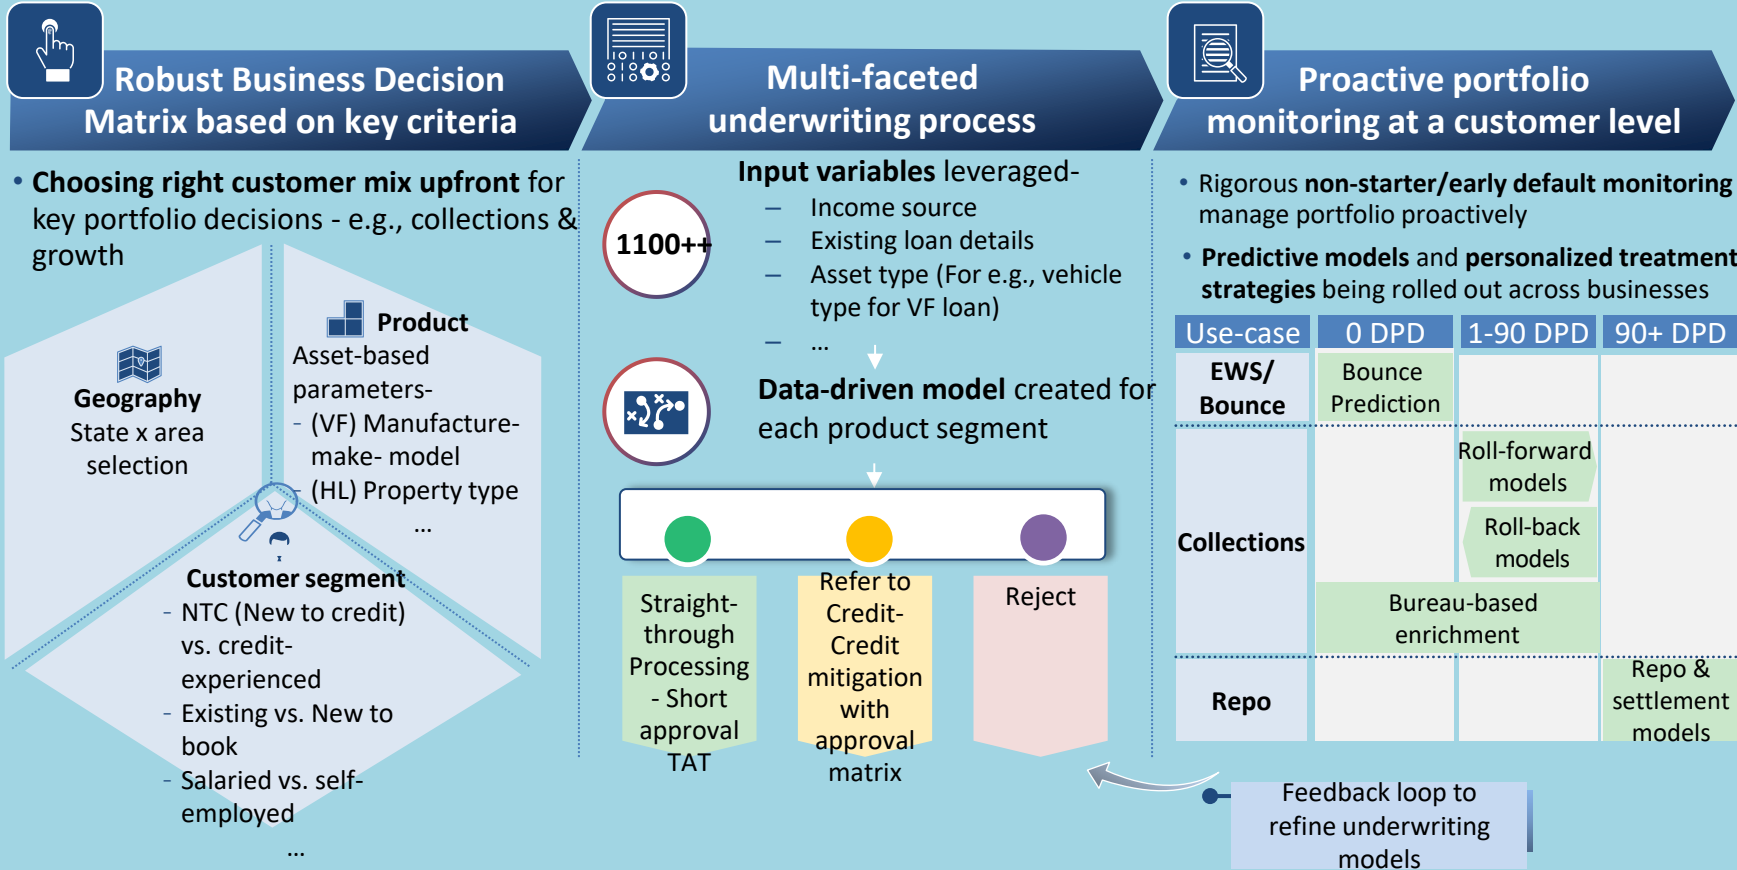 Robust Business Decision
Matrix based on key criteria
• Choosing right customer mix upfront for
key portfolio decisions - e.g., collections &
growth
Geography
State x area
selection
Product
Asset-based
parameters-
- (VF) Manufacture-
make- model
- (HL) Property type
...
Customer segment
- NTC (New to credit)
vs. credit-
experienced
- Existing vs. New to
book
- Salaried vs. self-
employed
...
Multi-faceted
underwriting process
1100++
Input variables leveraged-
– Income source
– Existing loan details
– Asset type (For e.g., vehicle
type for VF loan)
– ...
Data-driven model created for
each product segment
Straight-
through
Processing
- Short
approval
TAT
Refer to
Credit-
Credit
mitigation
with
approval
matrix
Reject
Proactive portfolio
monitoring at a customer level
• Rigorous non-starter/early default monitoring
manage portfolio proactively
• Predictive models and personalized treatment
strategies being rolled out across businesses
Use-case 0 DPD 1-90 DPD 90+ DPD
EWS/
Bounce
Bounce
Prediction
Collections
Roll-forward
models
Roll-back
models
Bureau-based
enrichment
Repo
Repo &
settlement
models
Feedback loop to
refine underwriting
models